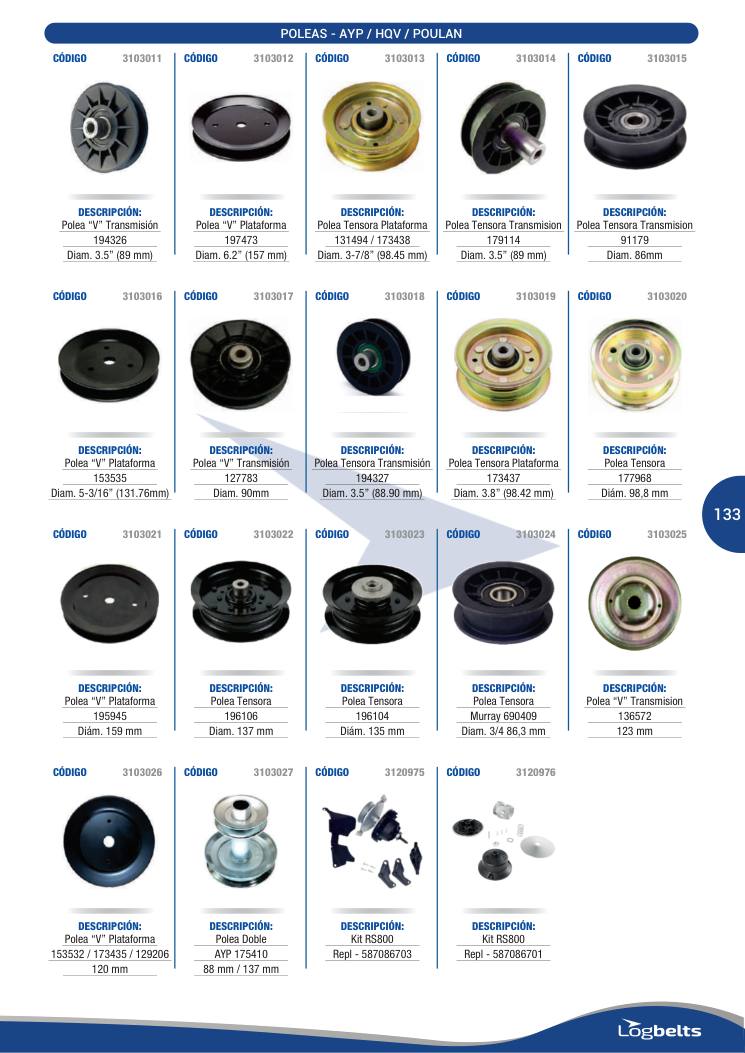 POLEAS - AYP / HQV / POULAN
CÓDIGO 3103011
CÓDIGO 3103012
CÓDIGO 3103013
CÓDIGO 3103014
CÓDIGO 3103015
DESCRIPCIÓN:
Polea “V” Transmisión
194326
Diam. 3.5” (89 mm)
DESCRIPCIÓN:
Polea “V” Plataforma
197473
Diam. 6.2” (157 mm)
DESCRIPCIÓN:
Polea Tensora Plataforma
131494 / 173438
Diam. 3-7/8” (98.45 mm)
DESCRIPCIÓN:
Polea Tensora Transmision
179114
Diam. 3.5” (89 mm)
DESCRIPCIÓN:
Polea Tensora Transmision
91179
Diam. 86mm
CÓDIGO 3103016
CÓDIGO 3103017
CÓDIGO 3103018
CÓDIGO 3103019
CÓDIGO 3103020
DESCRIPCIÓN:
Polea “V” Plataforma
153535
Diam. 5-3/16” (131.76mm)
DESCRIPCIÓN:
Polea “V” Transmisión
127783
Diam. 90mm
DESCRIPCIÓN:
Polea Tensora Transmisión
194327
Diam. 3.5” (88.90 mm)
DESCRIPCIÓN:
Polea Tensora Plataforma
173437
Diam. 3.8” (98.42 mm)
DESCRIPCIÓN:
Polea Tensora
177968
Diám. 98,8 mm
133
CÓDIGO 3103021
CÓDIGO 3103022
CÓDIGO 3103023
CÓDIGO 3103024
CÓDIGO 3103025
DESCRIPCIÓN:
Polea “V” Plataforma
195945
Diám. 159 mm
DESCRIPCIÓN:
Polea Tensora
196106
Diam. 137 mm
DESCRIPCIÓN:
Polea Tensora
196104
Diám. 135 mm
DESCRIPCIÓN:
Polea Tensora
Murray 690409
Diam. 3/4 86,3 mm
DESCRIPCIÓN:
Polea “V” Transmision
136572
123 mm
CÓDIGO 3103026
CÓDIGO 3103027
CÓDIGO 3120975
CÓDIGO 3120976
DESCRIPCIÓN:
Polea “V” Plataforma
153532 / 173435 / 129206
120 mm
DESCRIPCIÓN:
Polea Doble
AYP 175410
88 mm / 137 mm
DESCRIPCIÓN:
Kit RS800
Repl - 587086703
DESCRIPCIÓN:
Kit RS800
Repl - 587086701
Logbelts